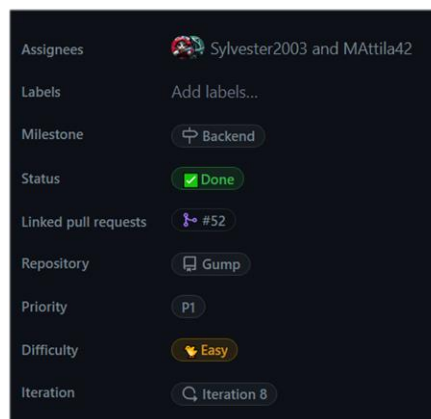 Assignees Sylvester2003 and MAttila42
Labels Add labels...
Milestone Backend
Status ✅ Done
Linked pull requests #52
Repository Gump
Priority P1
Difficulty 🐤 Easy
Iteration Iteration 8